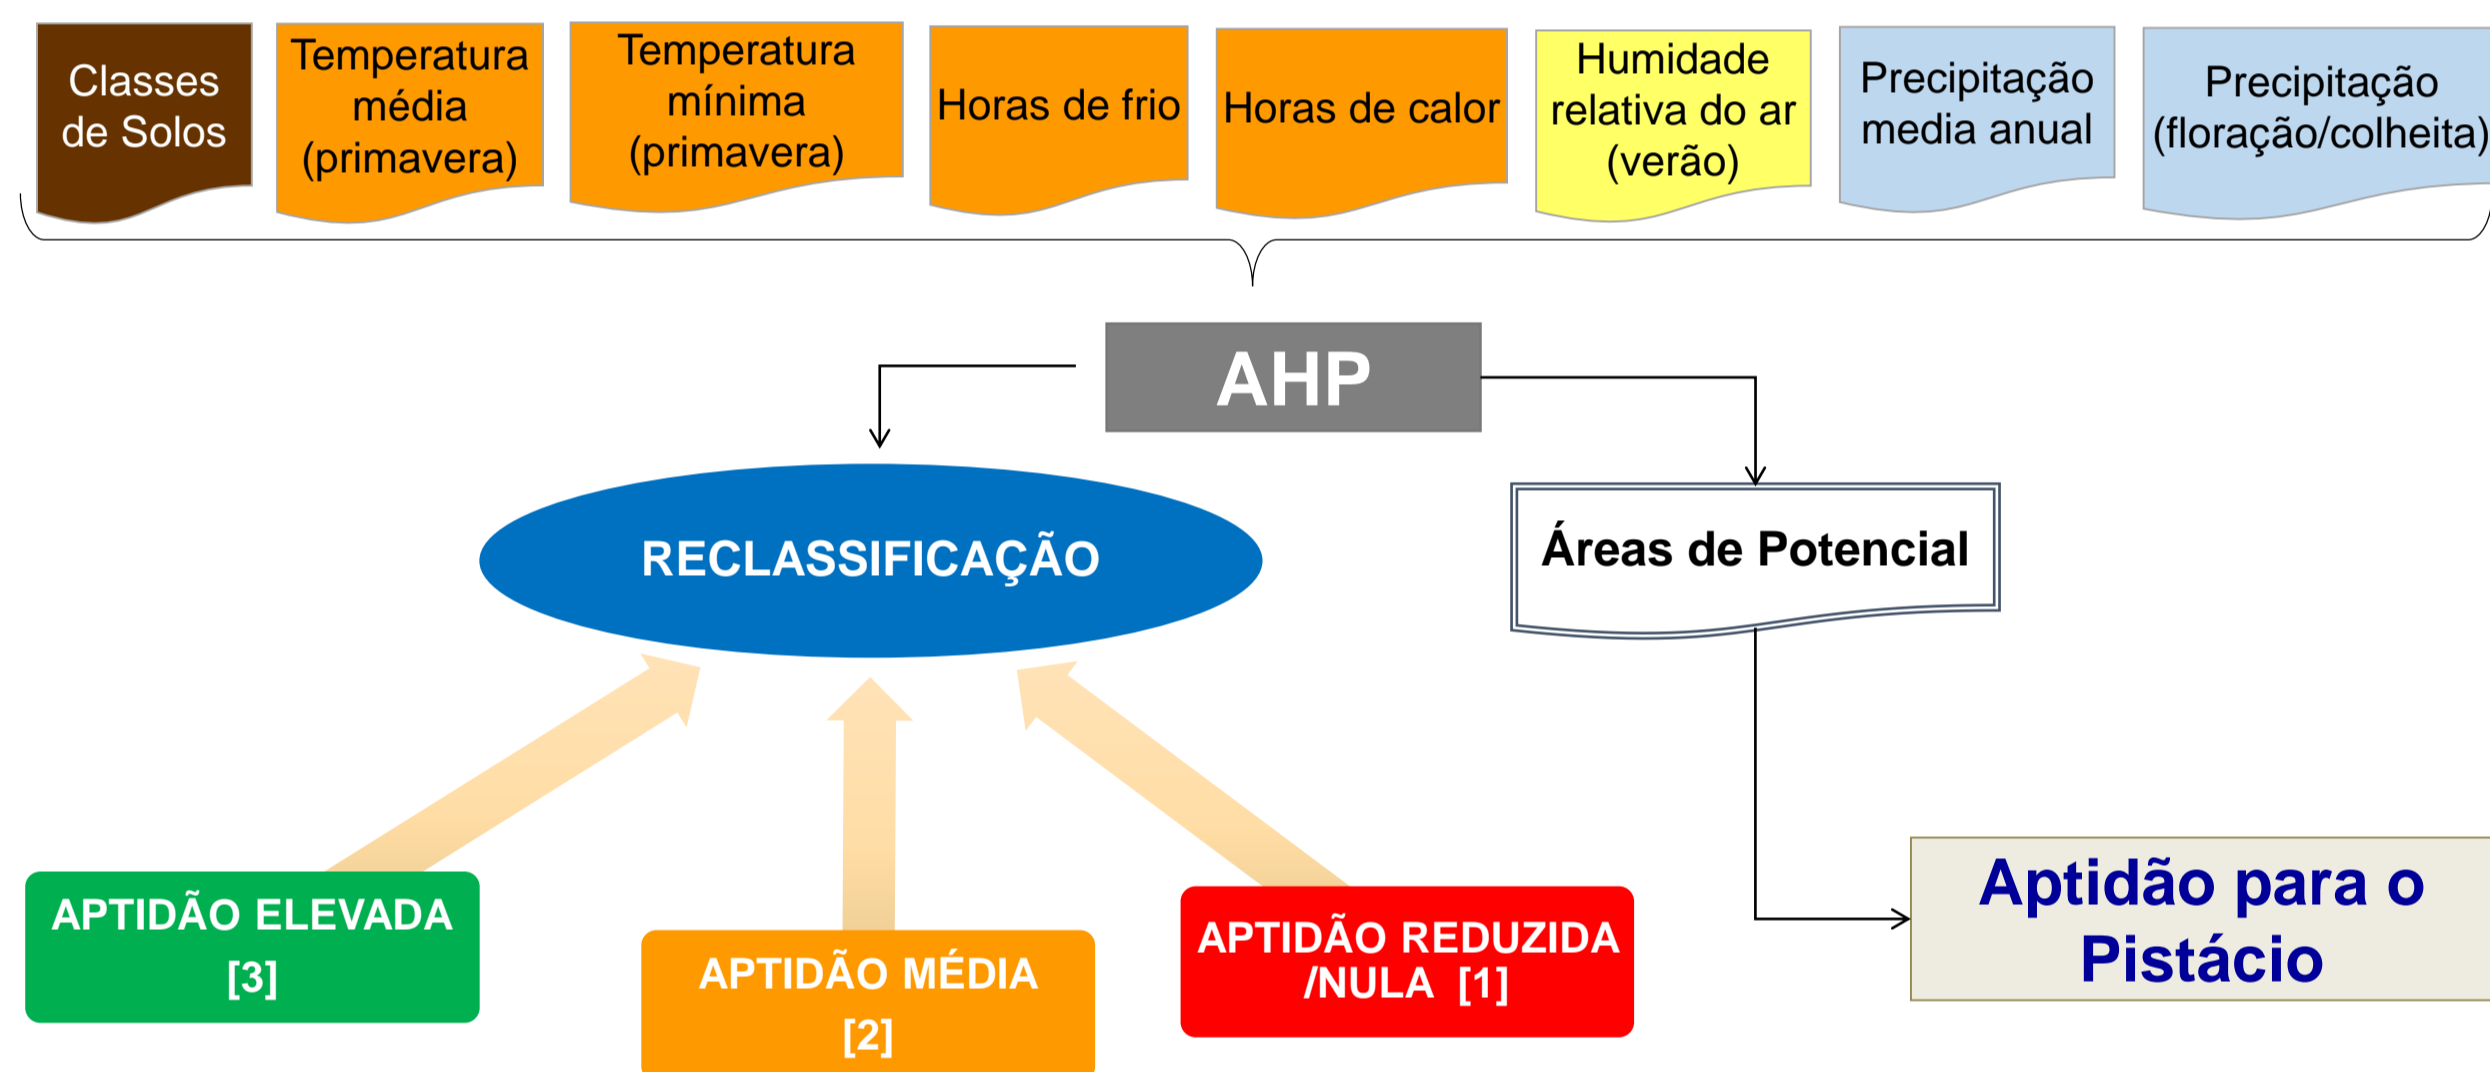 Classes
de Solos
Temperatura
média
(primavera)
Temperatura
mínima
(primavera)
Horas de frio
Horas de calor
Humidade
relativa do ar
(verão)
Precipitação
media anual
Precipitação
(floração/colheita)
AHP
RECLASSIFICAÇÃO
Áreas de Potencial
APTIDÃO ELEVADA
[3]
APTIDÃO MÉDIA
[2]
APTIDÃO REDUZIDA
/NULA [1]
Aptidão para o
Pistácio